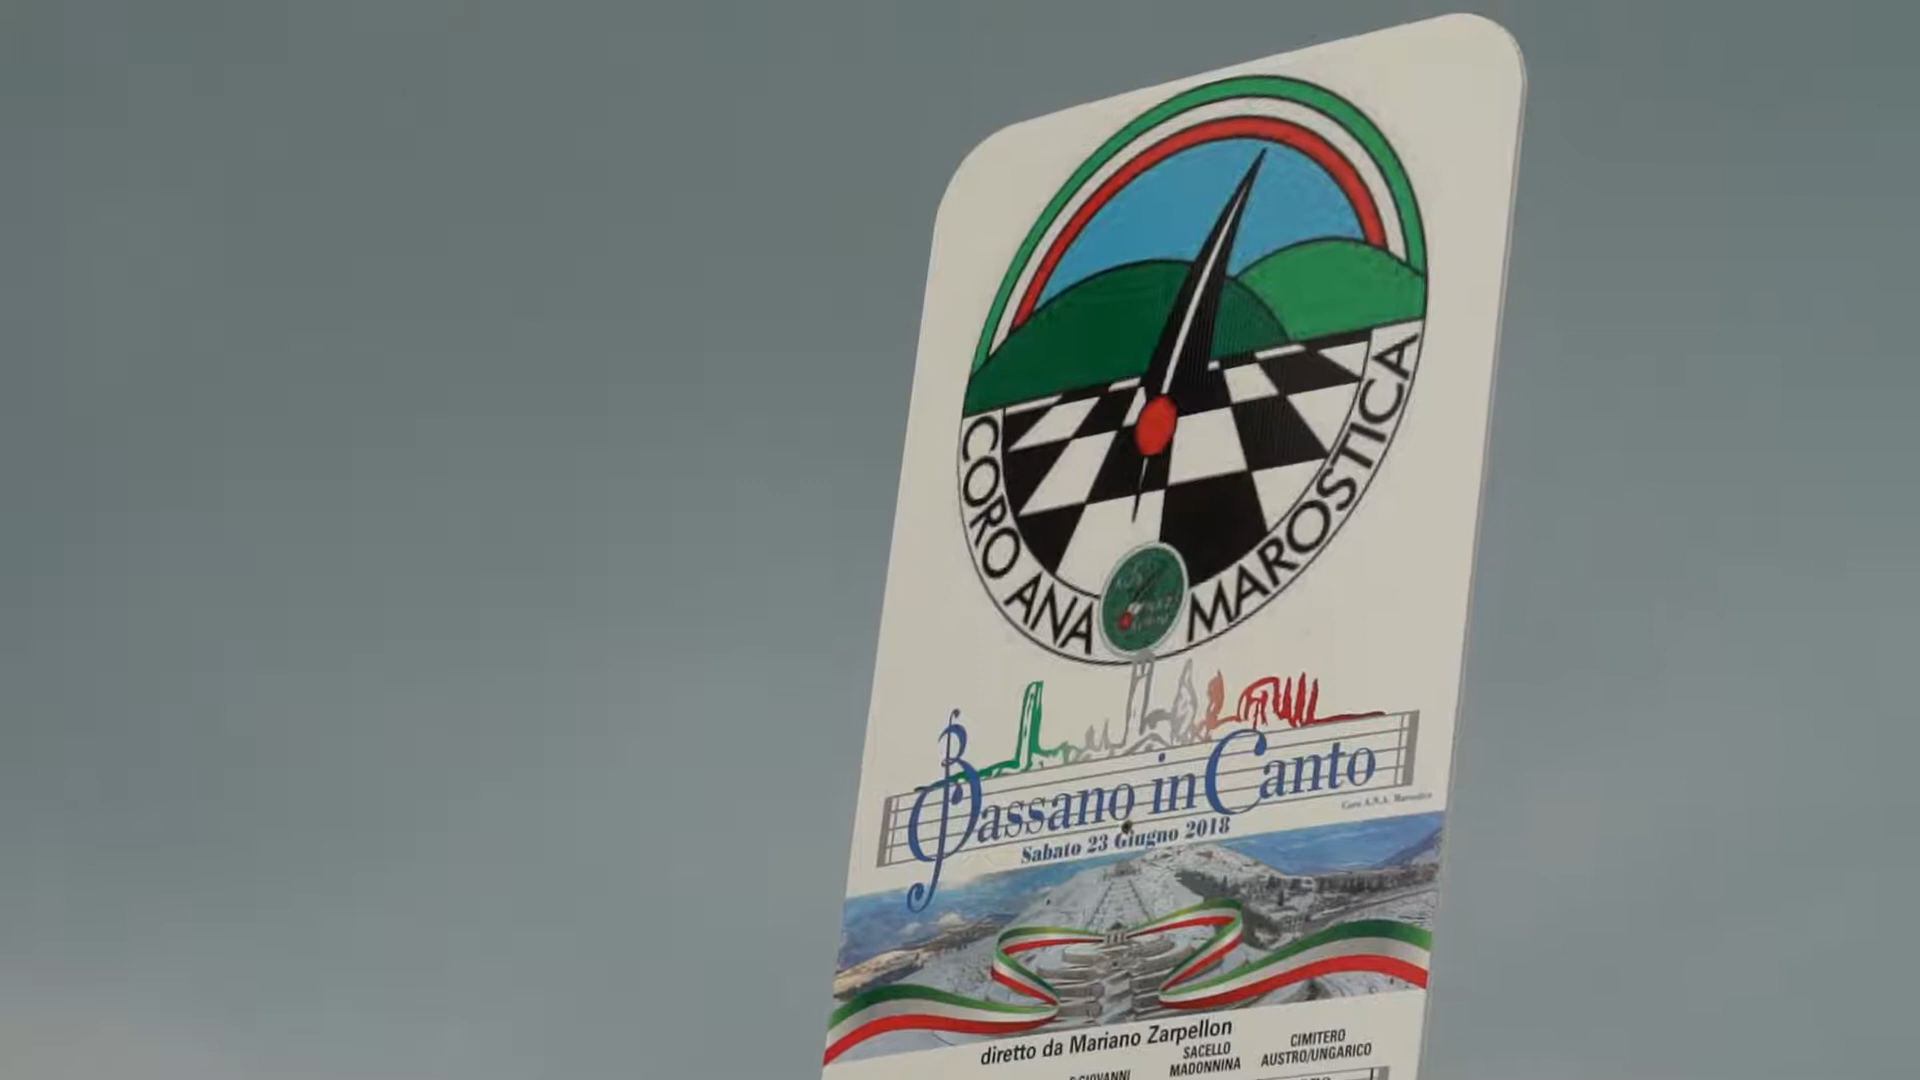 CORO ANA MAROSTICA
Bassano in Canto
Coro A.N.A. Marostica
Sabato 23 Giugno 2018
diretto da Mariano Zarpellon
SACELLO
MADONNINA
CIMITERO
AUSTRO/UNGARICO
GIOVANNI